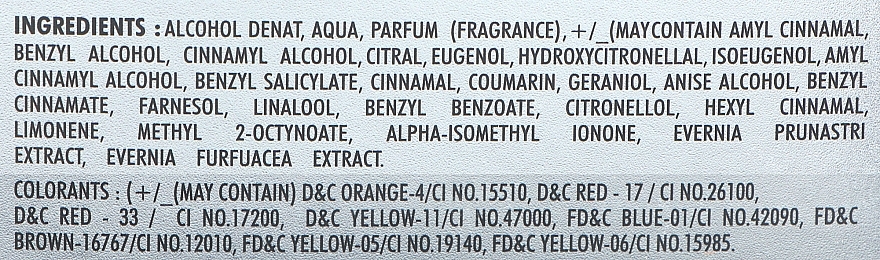 INGREDIENTS : ALCOHOL DENAT, AQUA, PARFUM (FRAGRANCE), +/_(MAYCONTAIN AMYL CINNAMAL,
BENZYL ALCOHOL, CINNAMYL ALCOHOL, CITRAL, EUGENOL, HYDROXYCITRONELLAL, ISOEUGENOL, AMYL
CINNAMYL ALCOHOL, BENZYL SALICYLATE, CINNAMAL, COUMARIN, GERANIOL, ANISE ALCOHOL, BENZYL
CINNAMATE, FARNESOL, LINALOOL, BENZYL BENZOATE, CITRONELLOL, HEXYL CINNAMAL,
LIMONENE, METHYL 2-OCTYNOATE, ALPHA-ISOMETHYL IONONE, EVERNIA PRUNASTRI
EXTRACT, EVERNIA FURFUACEA EXTRACT.
COLORANTS : (+/_(MAY CONTAIN) D&C ORANGE-4/CI NO.15510, D&C RED - 17 / CI NO.26100,
D&C RED - 33 / CI NO.17200, D&C YELLOW-11/CI NO.47000, FD&C BLUE-01/CI NO.42090, FD&C
BROWN-16767/CI NO.12010, FD&C YELLOW-05/CI NO.19140, FD&C YELLOW-06/CI NO.15985.